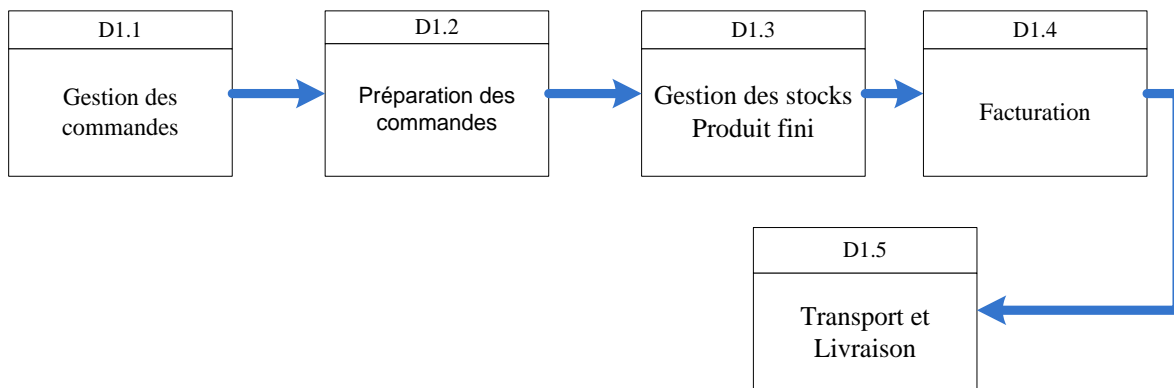 D1.1
Gestion des
commandes
D1.2
Préparation des
commandes
D1.3
Gestion des stocks
Produit fini
D1.4
Facturation
D1.5
Transport et
Livraison